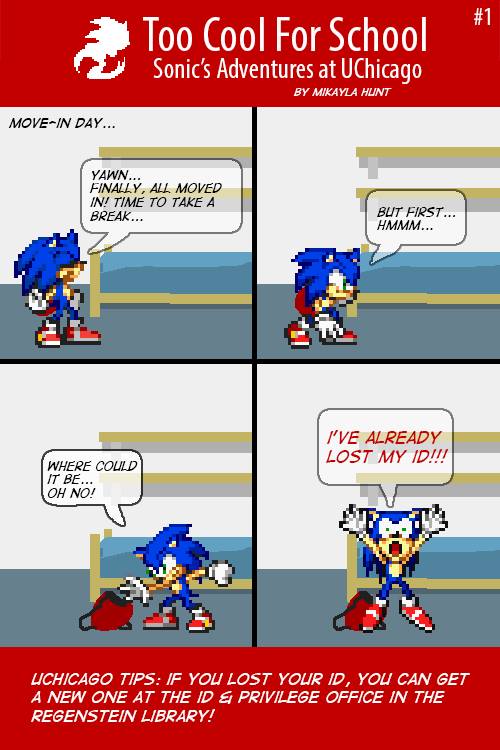 #1
Too Cool For School
Sonic's Adventures at UChicago
BY MIKAYLA HUNT
MOVE-IN DAY...
YAWN...
FINALLY, ALL MOVED
IN! TIME TO TAKE A
BREAK...
BUT FIRST...
HMMM...
WHERE COULD
IT BE...
OH NO!
I'VE ALREADY
LOST MY ID!!!
UCHICAGO TIPS: IF YOU LOST YOUR ID, YOU CAN GET
A NEW ONE AT THE ID & PRIVILEGE OFFICE IN THE
REGENSTEIN LIBRARY!